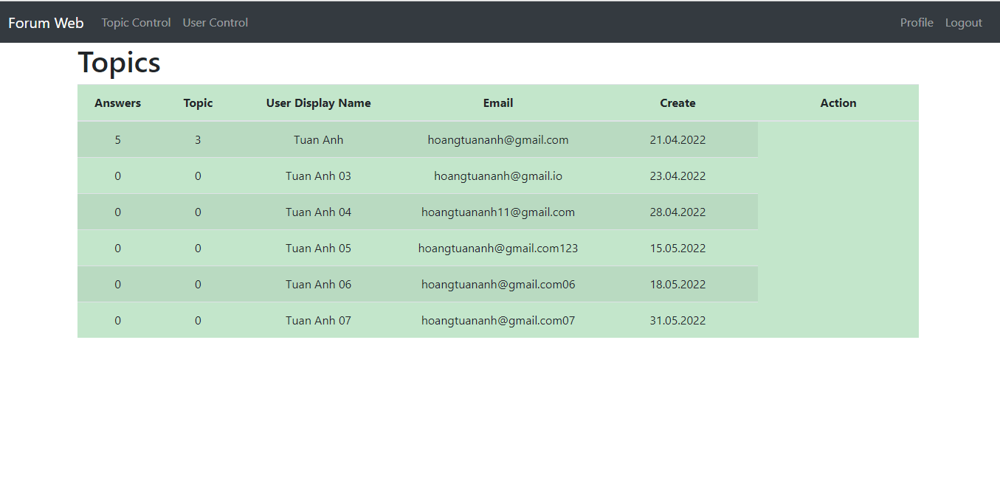 Forum Web Topic Control User Control Profile Logout
Topics
Answers Topic User Display Name Email Create Action
5 3 Tuan Anh hoangtuananh@gmail.com 21.04.2022
0 0 Tuan Anh 03 hoangtuananh@gmail.io 23.04.2022
0 0 Tuan Anh 04 hoangtuananh11@gmail.com 28.04.2022
0 0 Tuan Anh 05 hoangtuananh@gmail.com123 15.05.2022
0 0 Tuan Anh 06 hoangtuananh@gmail.com06 18.05.2022
0 0 Tuan Anh 07 hoangtuananh@gmail.com07 31.05.2022